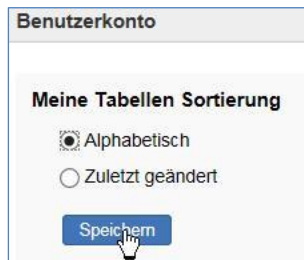 Benutzerkonto
Meine Tabellen Sortierung
Alphabetisch
Zuletzt geändert
Speichern